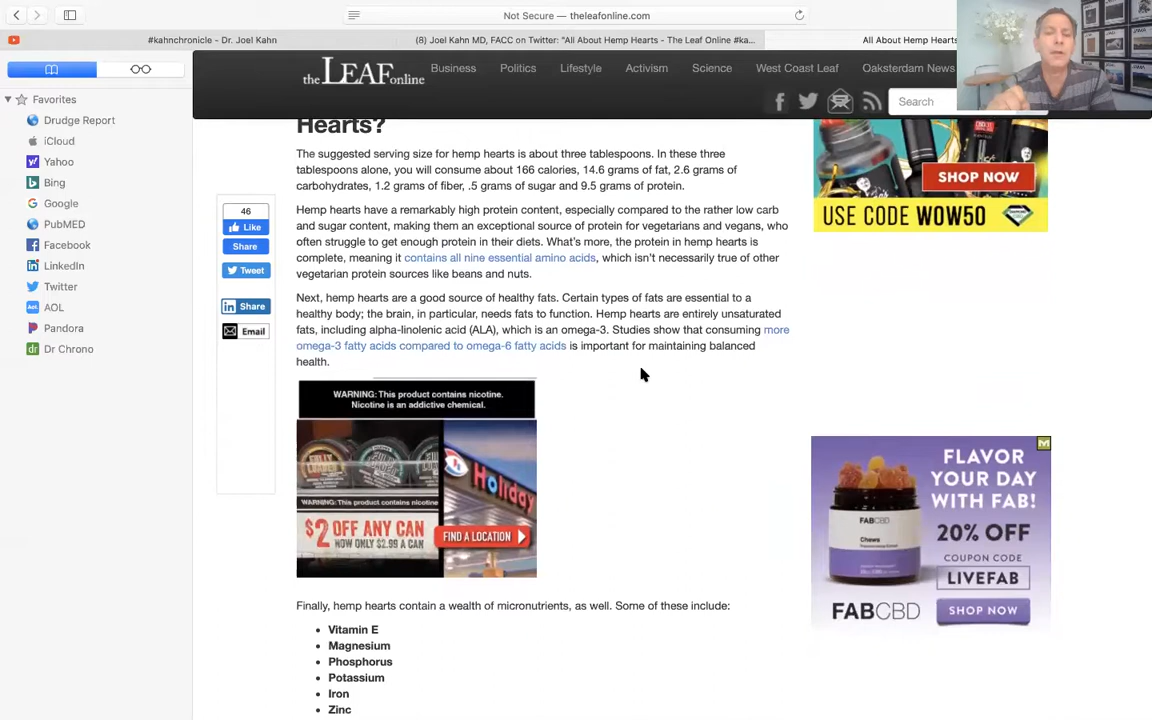 Not Secure — theleafonline.com
#kahnchronicle - Dr. Joel Kahn
(8) Joel Kahn MD, FACC on Twitter: "All About Hemp Hearts - The Leaf Online #ka...
All About Hemp Hearts
Favorites
Drudge Report
iCloud
Yahoo
Bing
Google
PubMED
Facebook
LinkedIn
Twitter
AOL
Pandora
Dr Chrono
the LEAF online
Business
Politics
Lifestyle
Activism
Science
West Coast Leaf
Oaksterdam News
Search
Hearts?
The suggested serving size for hemp hearts is about three tablespoons. In these three
tablespoons alone, you will consume about 166 calories, 14.6 grams of fat, 2.6 grams of
carbohydrates, 1.2 grams of fiber, .5 grams of sugar and 9.5 grams of protein.
46
Like
Share
Tweet
Share
Email
Hemp hearts have a remarkably high protein content, especially compared to the rather low carb
and sugar content, making them an exceptional source of protein for vegetarians and vegans, who
often struggle to get enough protein in their diets. What's more, the protein in hemp hearts is
complete, meaning it contains all nine essential amino acids, which isn't necessarily true of other
vegetarian protein sources like beans and nuts.
Next, hemp hearts are a good source of healthy fats. Certain types of fats are essential to a
healthy body; the brain, in particular, needs fats to function. Hemp hearts are entirely unsaturated
fats, including alpha-linolenic acid (ALA), which is an omega-3. Studies show that consuming more
omega-3 fatty acids compared to omega-6 fatty acids is important for maintaining balanced
health.
WARNING: This product contains nicotine.
Nicotine is an addictive chemical.
Holiday
WARNING: This product contains nicotine
$2 OFF ANY CAN
NOW ONLY $2.99 A CAN
FIND A LOCATION
Finally, hemp hearts contain a wealth of micronutrients, as well. Some of these include:
• Vitamin E
• Magnesium
• Phosphorus
• Potassium
• Iron
• Zinc
SHOP NOW
USE CODE WOW50
FLAVOR
YOUR DAY
WITH FAB!
20% OFF
COUPON CODE
LIVEFAB
SHOP NOW
FABCBD
Chews
FABCBD